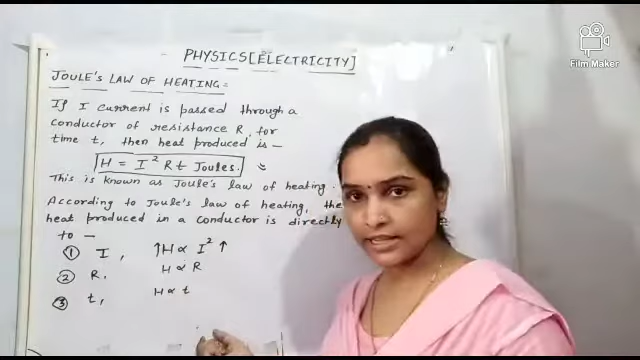 PHYSICS [ELECTRICITY]
JOULE'S LAW OF HEATING:
If I current is passed through a
conductor of resistance R, for
time t, then heat produced is —
H = I² R t Joules.
This is known as Joule's law of heating.
According to Joule's law of heating, the
heat produced in a conductor is directly
to —
① I, ↑H ∝ I² ↑
② R, H ∝ R
③ t, H ∝ t
Film Maker